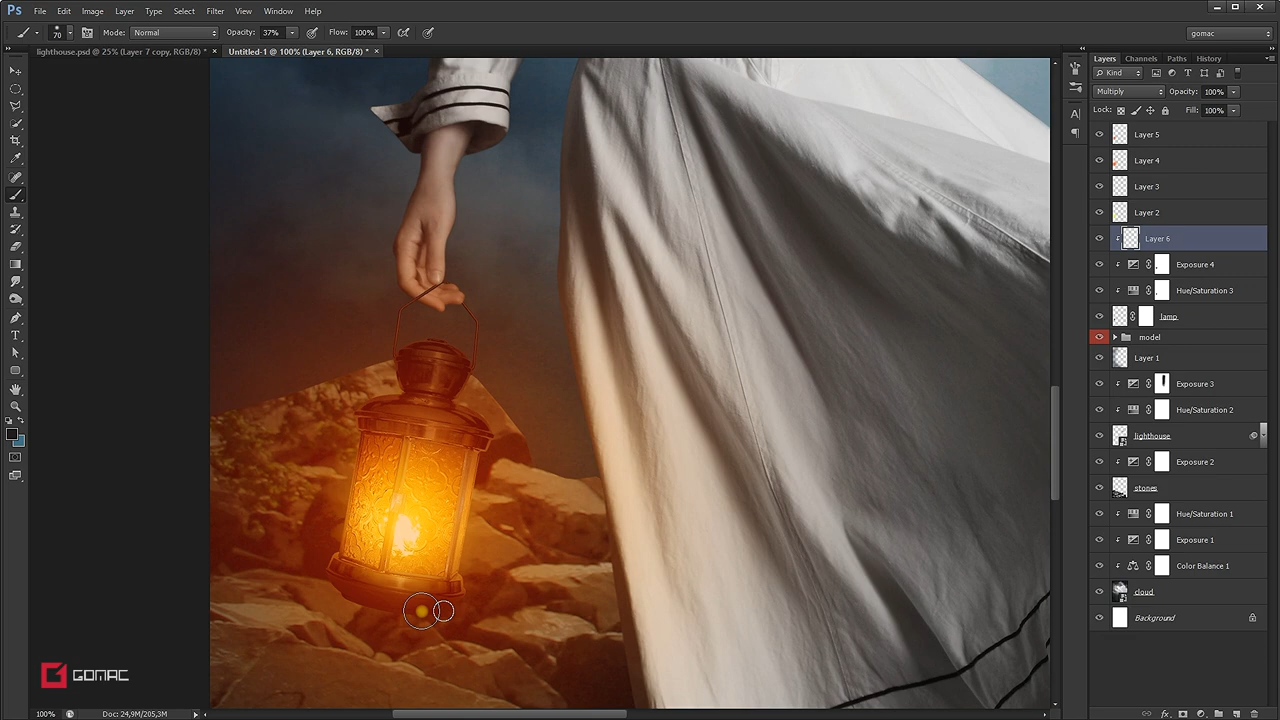 Ps File Edit Image Layer Type Select Filter View Window Help
70 Mode: Normal Opacity: 37% Flow: 100% gomac
lighthouse.psd @ 25% (Layer 7 copy, RGB/8) * × Untitled-1 @ 100% (Layer 6, RGB/8) * ×
Layers Channels Paths History
Kind
Multiply Opacity: 100%
Lock: Fill: 100%
Layer 5
Layer 4
Layer 3
Layer 2
Layer 6
Exposure 4
Hue/Saturation 3
lamp
model
Layer 1
Exposure 3
Hue/Saturation 2
lighthouse
Exposure 2
stones
Hue/Saturation 1
Exposure 1
Color Balance 1
cloud
Background
GOMAC
100% Doc: 24,9M/205,3M